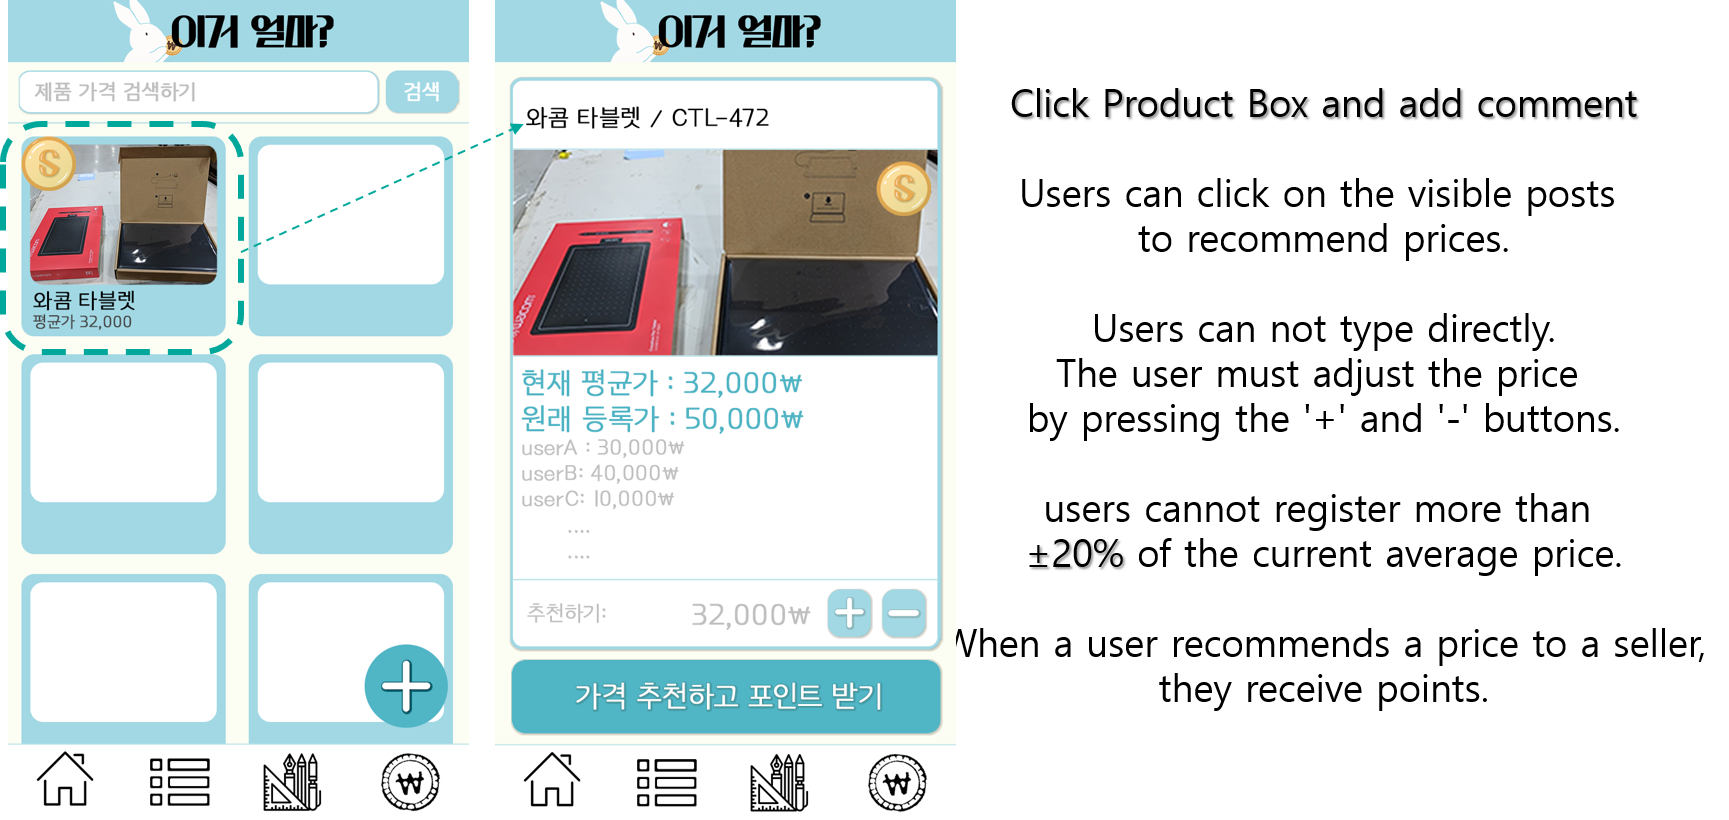 이거 얼마?
제품 가격 검색하기
검색
S
와콤 타블렛
평균가 32,000
이거 얼마?
와콤 타블렛 / CTL-472
S
wacom
현재 평균가 : 32,000₩
원래 등록가 : 50,000₩
userA : 30,000₩
userB: 40,000₩
userC: 10,000₩
....
....
추천하기: 32,000₩ + −
가격 추천하고 포인트 받기
Click Product Box and add comment
Users can click on the visible posts
to recommend prices.
Users can not type directly.
The user must adjust the price
by pressing the '+' and '-' buttons.
users cannot register more than
±20% of the current average price.
When a user recommends a price to a seller,
they receive points.